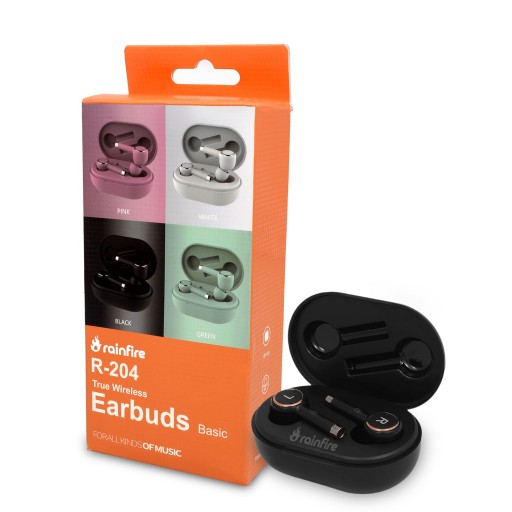 PINK
WHITE
BLACK
GREEN
rainfire
R-204
True Wireless
Earbuds Basic
FOR ALL KINDS OF MUSIC
L
R
rainfire